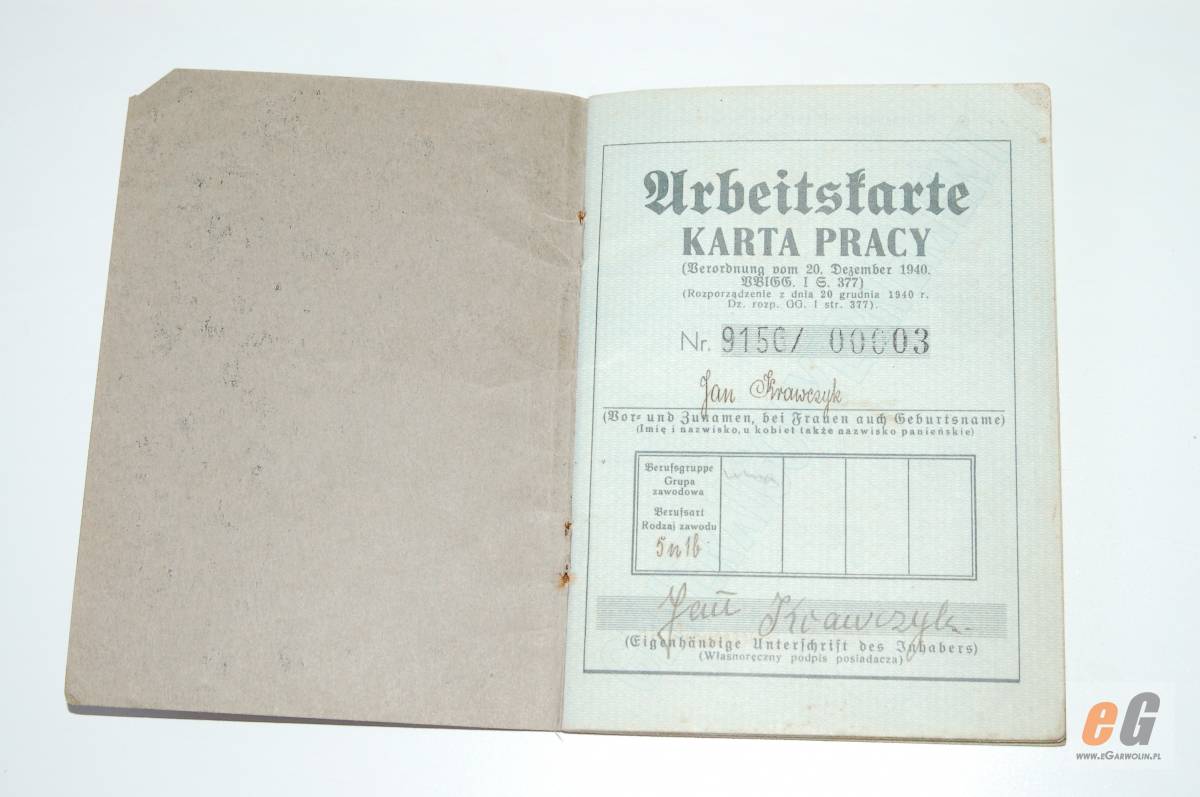 Arbeitskarte
KARTA PRACY
(Verordnung vom 20. Dezember 1940.
VBlGG. I S. 377)
(Rozporządzenie z dnia 20 grudnia 1940 r.
Dz. rozp. GG. I str. 377).
Nr. 9150/ 00003
Jan Krawczyk
(Vor- und Zunamen, bei Frauen auch Geburtsname)
(Imię i nazwisko, u kobiet także nazwisko panieńskie)
Berufsgruppe
Grupa
zawodowa
Berufsart
Rodzaj zawodu
5 n 1b
Jan Krawczyk.
(Eigenhändige Unterschrift des Inhabers)
(Własnoręczny podpis posiadacza)
eG
www.eGarwolin.pl